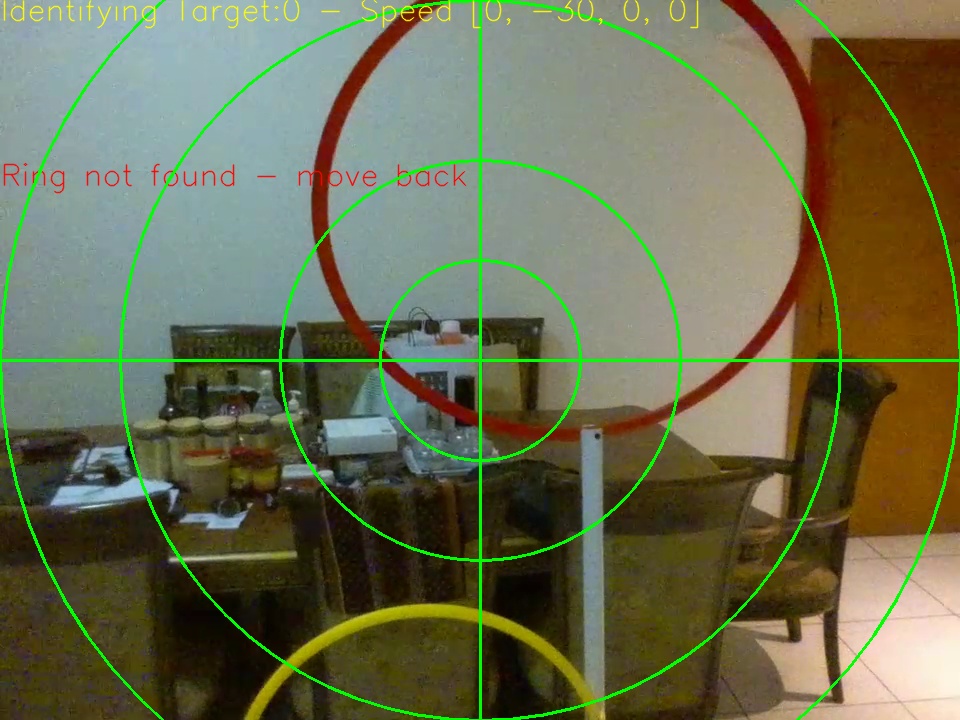 Identifying Target:0 - Speed [0, -30, 0, 0]
Ring not found - move back